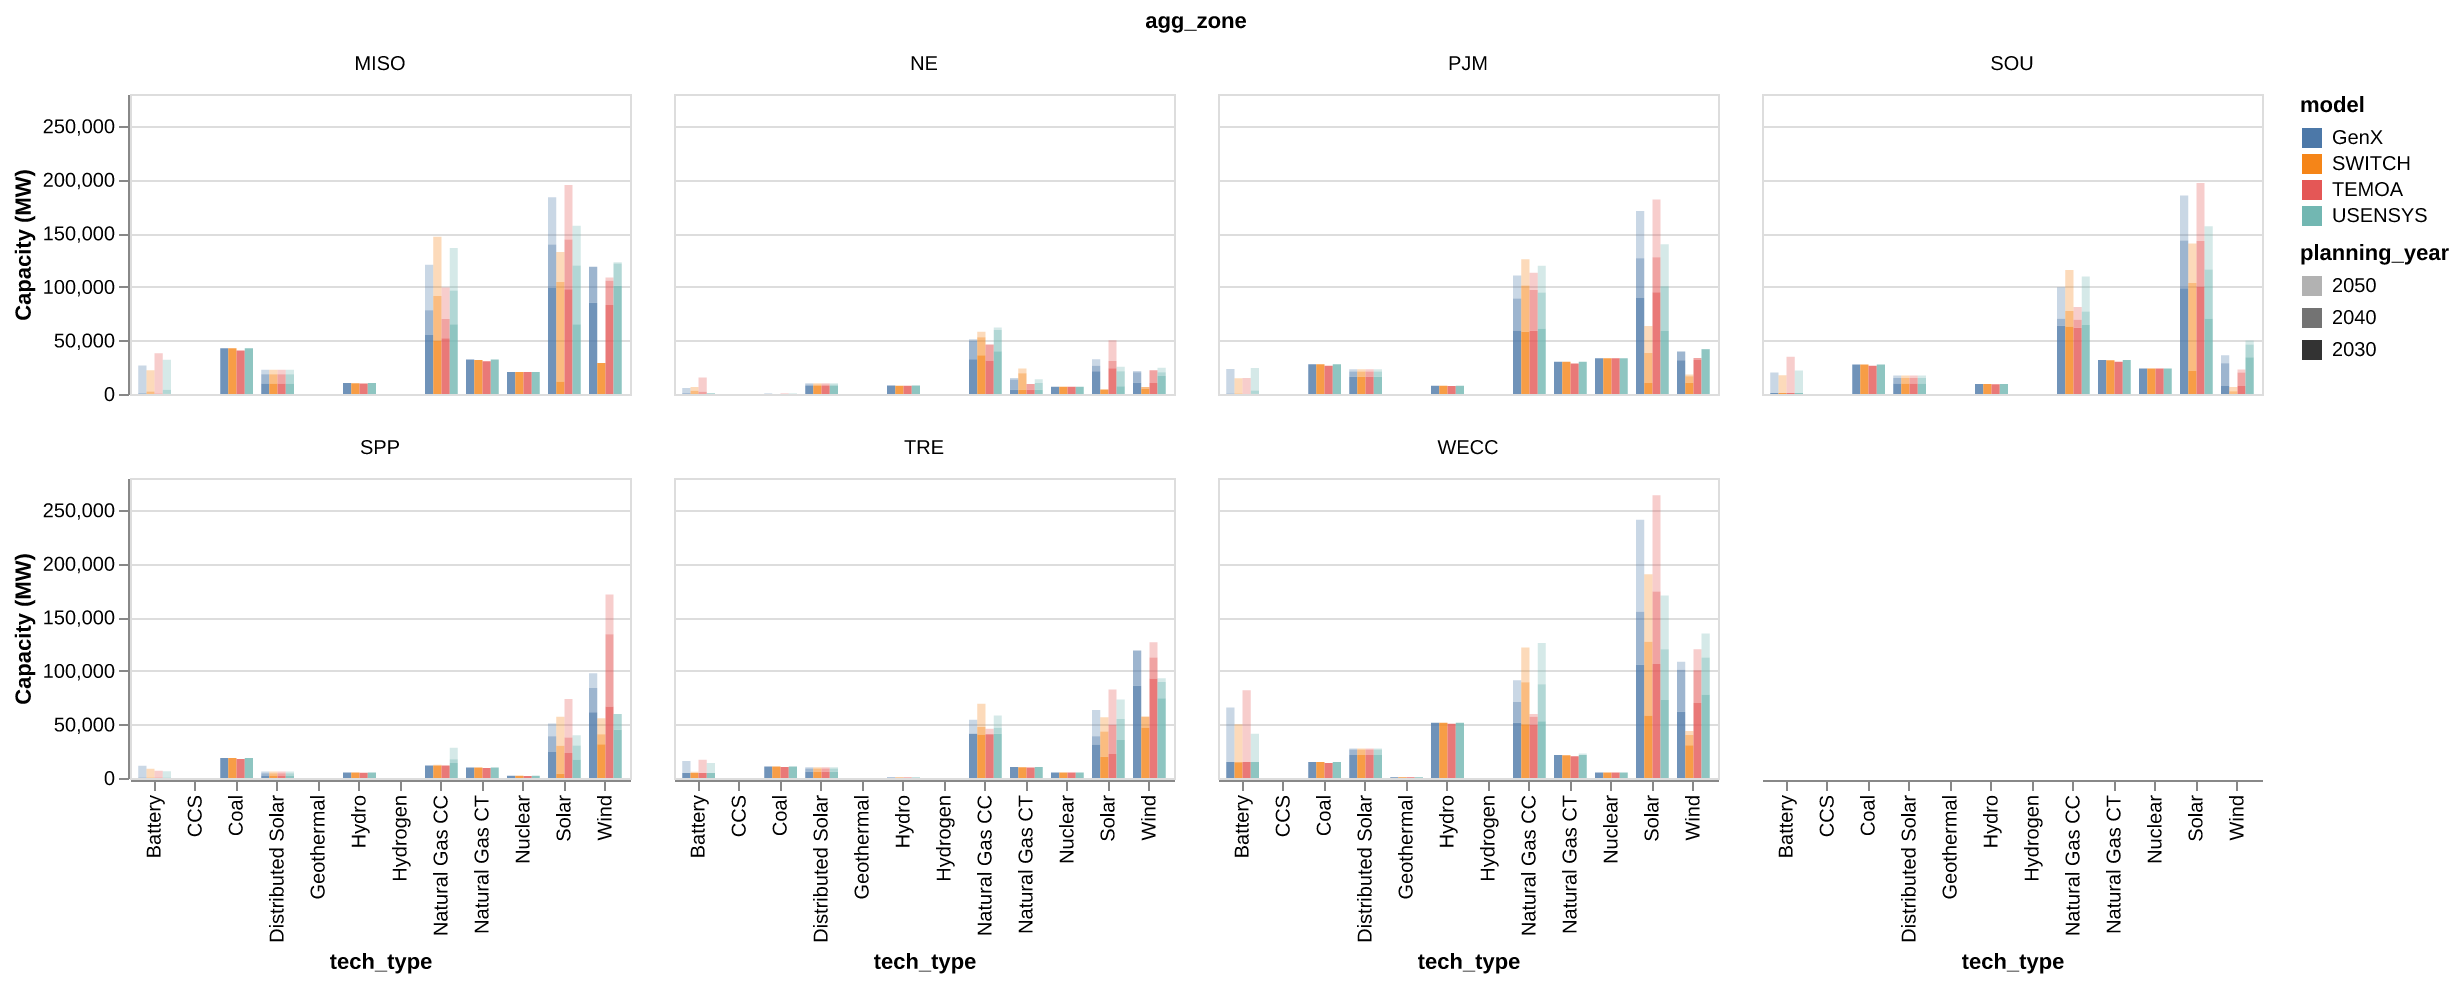 agg_zone
MISO
NE
PJM
SOU
Capacity (MW)
250,000
200,000
150,000
100,000
50,000
0
model
GenX
SWITCH
TEMOA
USENSYS
planning_year
2050
2040
2030
SPP
TRE
WECC
Capacity (MW)
250,000
200,000
150,000
100,000
50,000
0
Battery
CCS
Coal
Distributed Solar
Geothermal
Hydro
Hydrogen
Natural Gas CC
Natural Gas CT
Nuclear
Solar
Wind
tech_type
Battery
CCS
Coal
Distributed Solar
Geothermal
Hydro
Hydrogen
Natural Gas CC
Natural Gas CT
Nuclear
Solar
Wind
tech_type
Battery
CCS
Coal
Distributed Solar
Geothermal
Hydro
Hydrogen
Natural Gas CC
Natural Gas CT
Nuclear
Solar
Wind
tech_type
Battery
CCS
Coal
Distributed Solar
Geothermal
Hydro
Hydrogen
Natural Gas CC
Natural Gas CT
Nuclear
Solar
Wind
tech_type